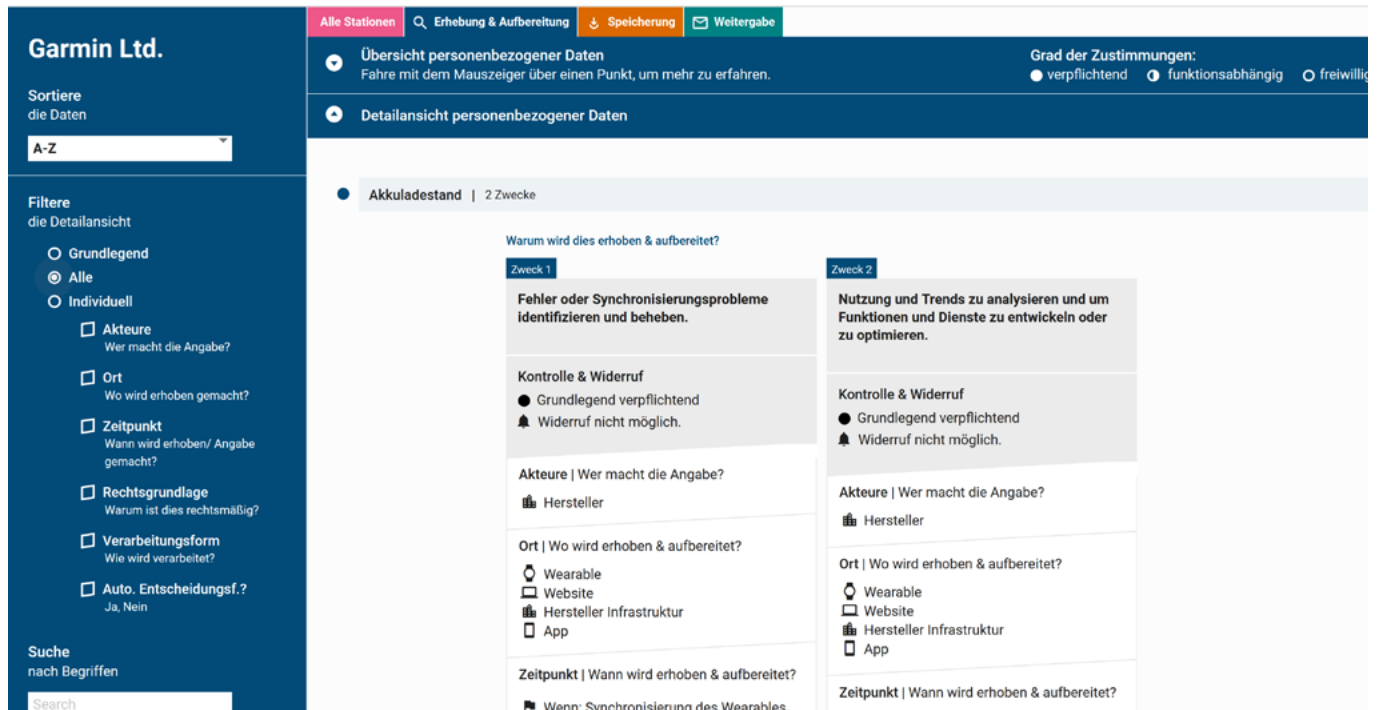 Alle Stationen
Erhebung & Aufbereitung
Speicherung
Weitergabe
Garmin Ltd.
Sortiere
die Daten
A-Z
Filtere
die Detailansicht
Grundlegend
Alle
Individuell
Akteure
Wer macht die Angabe?
Ort
Wo wird erhoben gemacht?
Zeitpunkt
Wann wird erhoben/ Angabe
gemacht?
Rechtsgrundlage
Warum ist dies rechtsmäßig?
Verarbeitungsform
Wie wird verarbeitet?
Auto. Entscheidungsf.?
Ja, Nein
Suche
nach Begriffen
Search
Übersicht personenbezogener Daten
Fahre mit dem Mauszeiger über einen Punkt, um mehr zu erfahren.
Grad der Zustimmungen:
verpflichtend funktionsabhängig freiwillig
Detailansicht personenbezogener Daten
Akkuladestand | 2 Zwecke
Warum wird dies erhoben & aufbereitet?
Zweck 1
Fehler oder Synchronisierungsprobleme
identifizieren und beheben.
Kontrolle & Widerruf
Grundlegend verpflichtend
Widerruf nicht möglich.
Akteure | Wer macht die Angabe?
Hersteller
Ort | Wo wird erhoben & aufbereitet?
Wearable
Website
Hersteller Infrastruktur
App
Zeitpunkt | Wann wird erhoben & aufbereitet?
Wenn: Synchronisierung des Wearables
Zweck 2
Nutzung und Trends zu analysieren und um
Funktionen und Dienste zu entwickeln oder
zu optimieren.
Kontrolle & Widerruf
Grundlegend verpflichtend
Widerruf nicht möglich.
Akteure | Wer macht die Angabe?
Hersteller
Ort | Wo wird erhoben & aufbereitet?
Wearable
Website
Hersteller Infrastruktur
App
Zeitpunkt | Wann wird erhoben & aufbereitet?